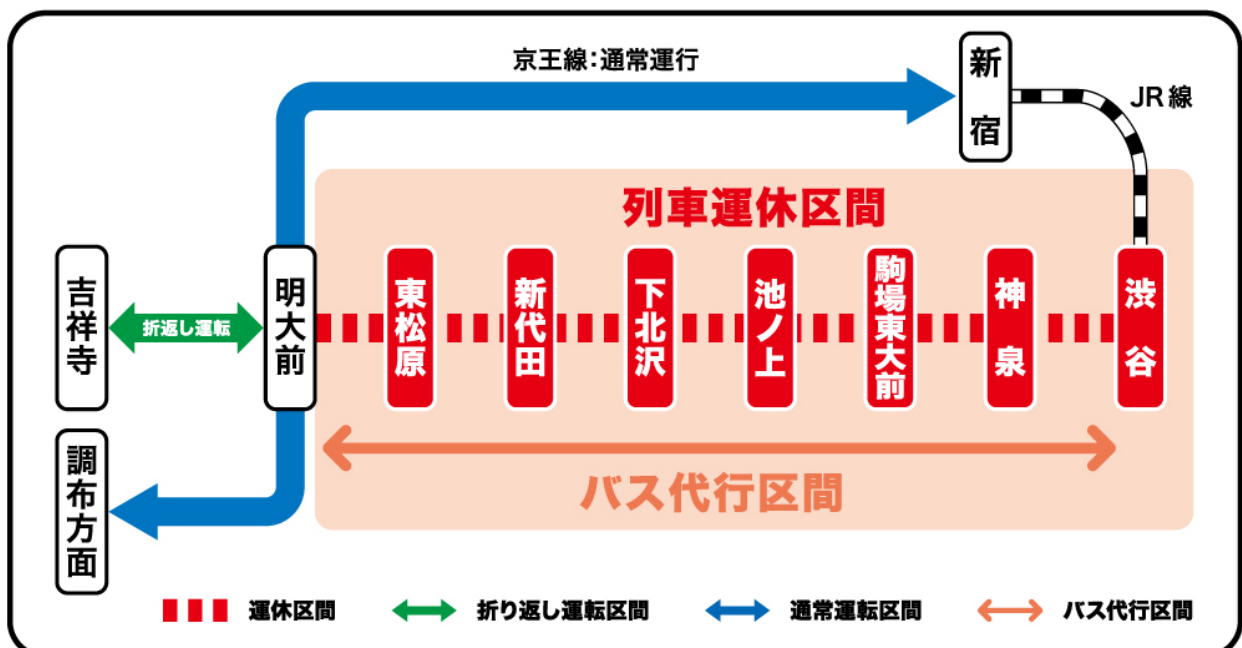 京王線：通常運行
新宿
JR線
列車運休区間
吉祥寺
折返し運転
明大前
東松原
新代田
下北沢
池ノ上
駒場東大前
神泉
渋谷
調布方面
バス代行区間
運休区間
折り返し運転区間
通常運転区間
バス代行区間